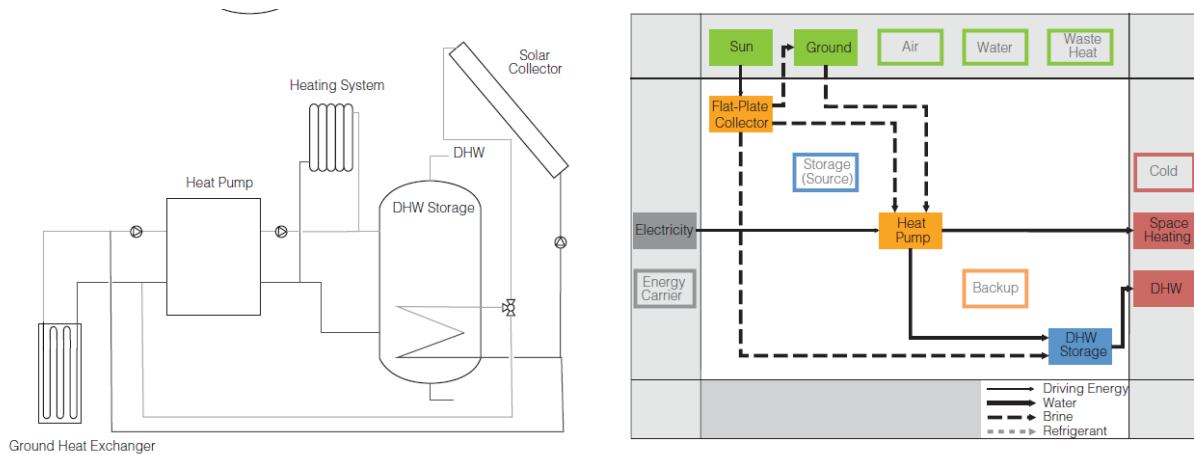 Solar
Collector
Heating System
DHW
Heat Pump
DHW Storage
Ground Heat Exchanger
Sun
Ground
Air
Water
Waste
Heat
Flat-Plate
Collector
Storage
(Source)
Cold
Electricity
Heat
Pump
Space
Heating
Energy
Carrier
Backup
DHW
DHW
Storage
Driving Energy
Water
Brine
Refrigerant